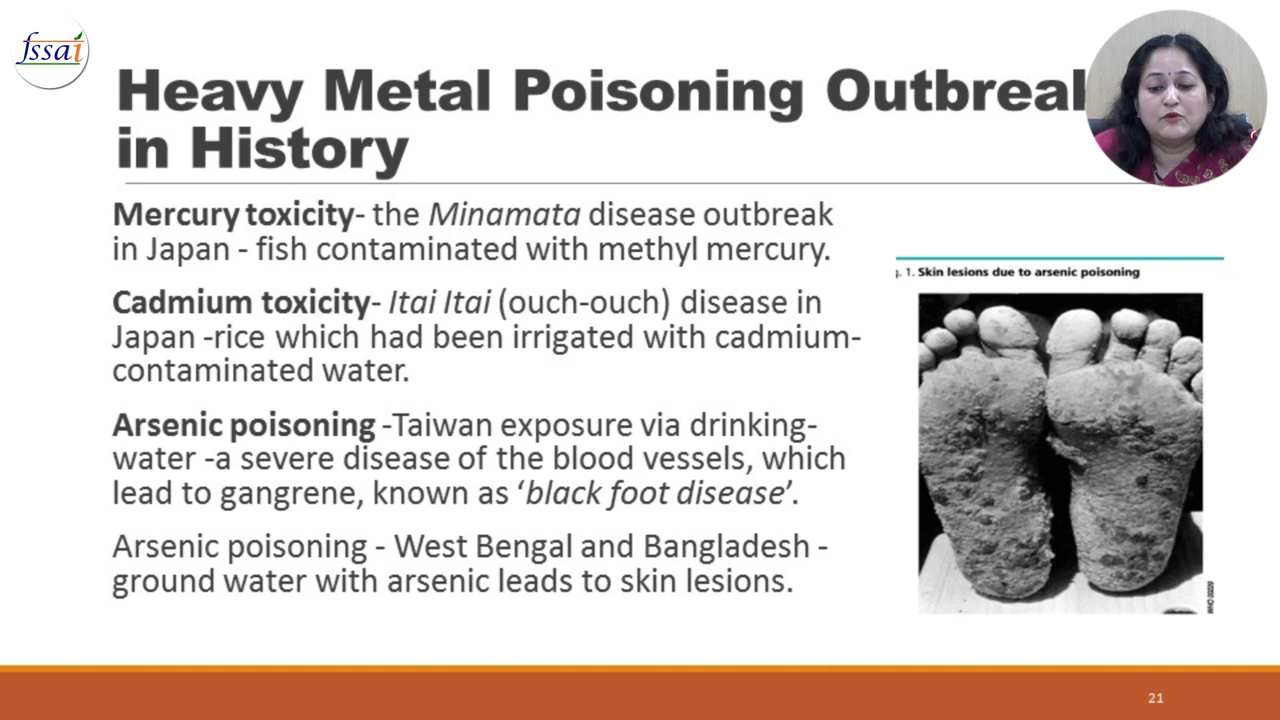 fssai
Heavy Metal Poisoning Outbreak
in History
Mercury toxicity- the Minamata disease outbreak
in Japan - fish contaminated with methyl mercury.
Cadmium toxicity- Itai Itai (ouch-ouch) disease in
Japan -rice which had been irrigated with cadmium-
contaminated water.
Arsenic poisoning -Taiwan exposure via drinking-
water -a severe disease of the blood vessels, which
lead to gangrene, known as ‘black foot disease’.
Arsenic poisoning - West Bengal and Bangladesh -
ground water with arsenic leads to skin lesions.
1. Skin lesions due to arsenic poisoning
21